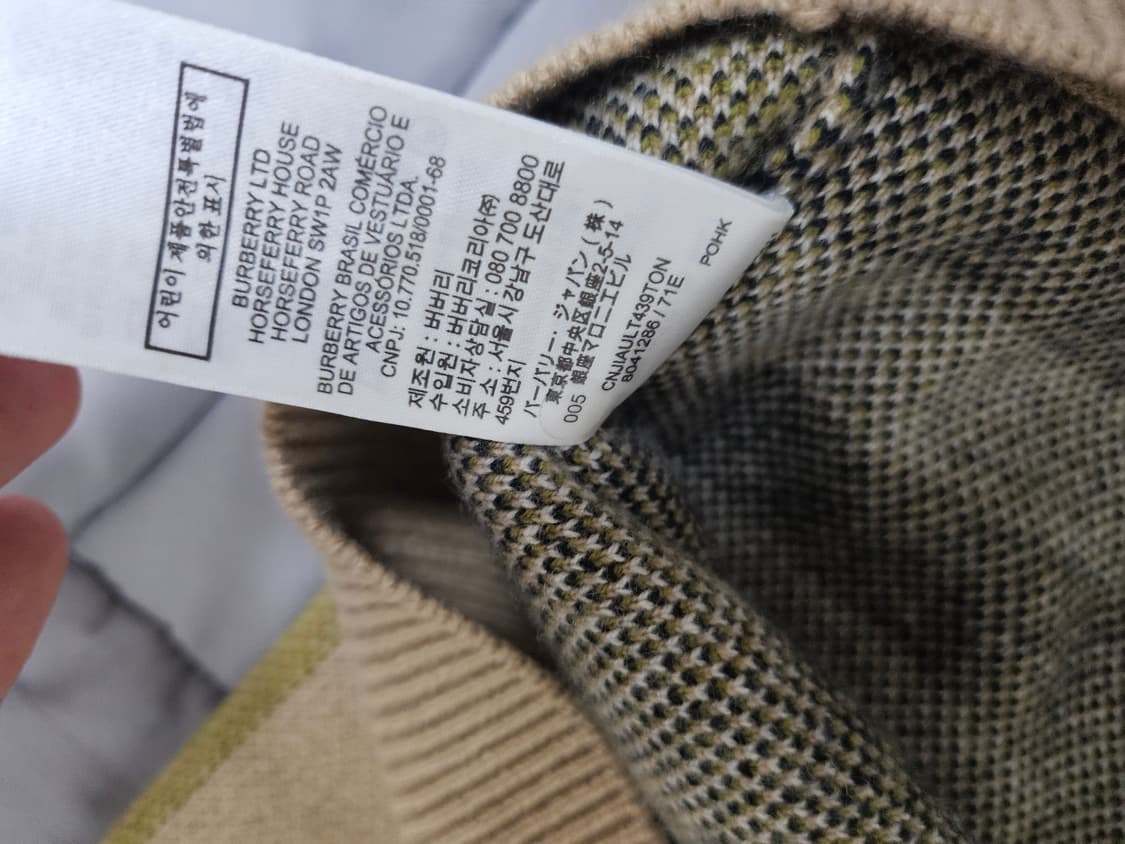 어린이 제품안전특별법에
의한 표시
BURBERRY LTD
HORSEFERRY HOUSE
HORSEFERRY ROAD
LONDON SW1P 2AW
BURBERRY BRASIL COMÉRCIO
DE ARTIGOS DE VESTUÁRIO E
ACESSORIOS LTDA.
CNPJ: 10.770.518/0001-68
제조원 : 버버리
수입원 : 버버리코리아(주)
소비자상담실 : 080 700 8800
주 소 : 서울시강남구 도산대로
459번지
バーバリー: ジャパン(株)
東京都中央区銀座2-5-14
005 銀座マロニエビル
CNJIAULT439TON
8041286 / 71E
POHK